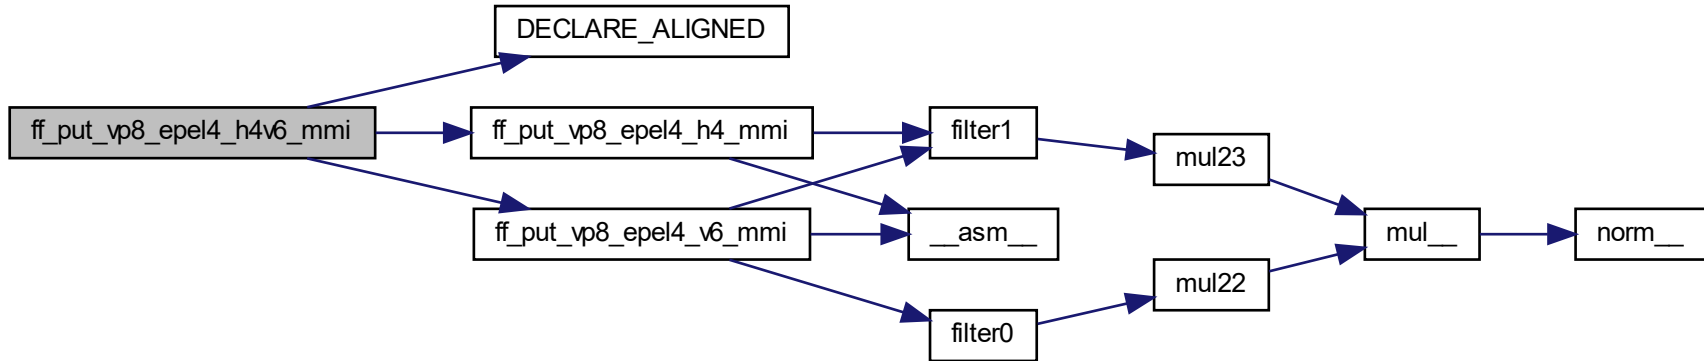 DECLARE_ALIGNED
ff_put_vp8_epel4_h4v6_mmi
ff_put_vp8_epel4_h4_mmi
filter1
mul23
ff_put_vp8_epel4_v6_mmi
__asm__
mul__
norm__
mul22
filter0